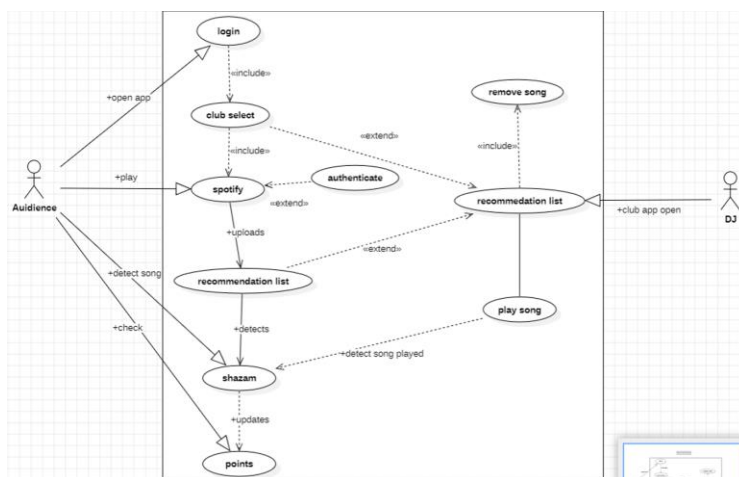 login
«include»
+open app
remove song
club select
«extend»
«include»
«include»
authenticate
+play
spotify
Auidience
«extend»
recommedation list
+club app open
DJ
+uploads
«extend»
+detect song
recommendation list
play song
+check
+detects
+detect song played
shazam
+updates
points